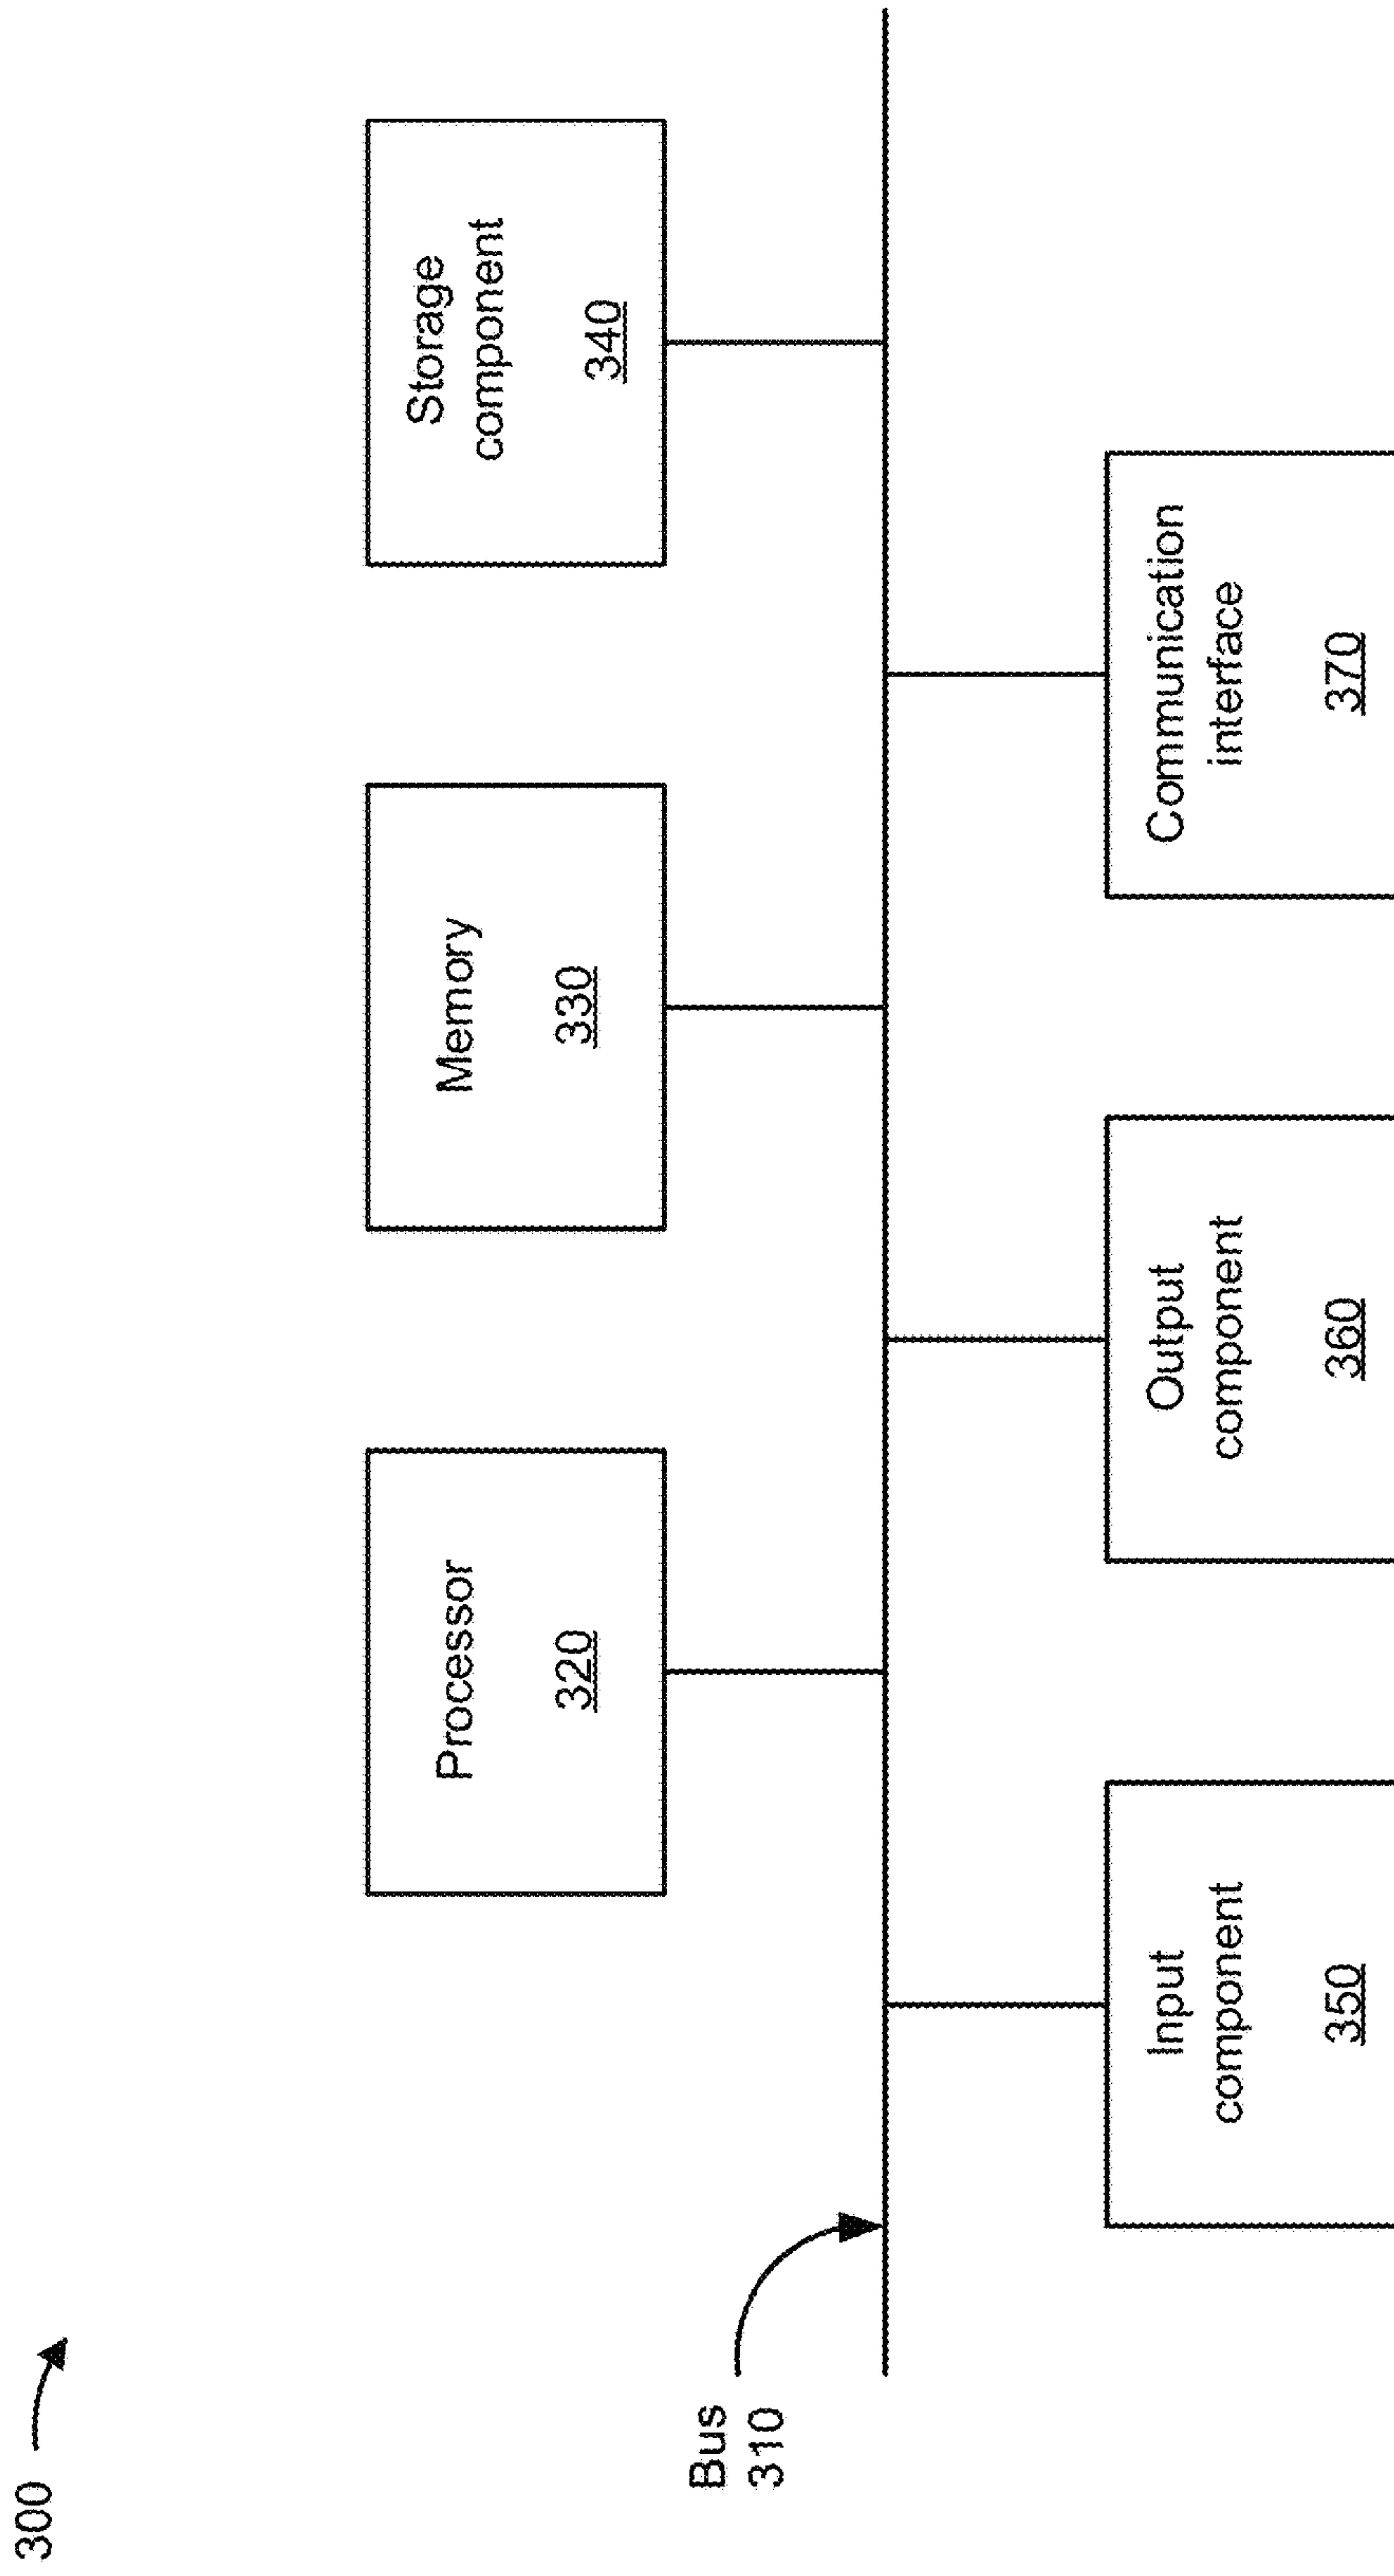 300
Processor
320
Memory
330
Storage
component
340
Bus
310
Input
component
350
Output
component
360
Communication
interface
370